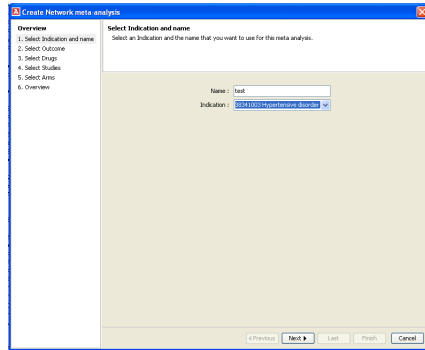 Create Network meta-analysis
Overview
1. Select Indication and name
2. Select Outcome
3. Select Drugs
4. Select Studies
5. Select Arms
6. Overview
Select Indication and name
Select an Indication and the name that you want to use for this meta analysis.
Name : test
Indication : 38341003 Hypertensive disorder
< Previous Next Last Finish Cancel